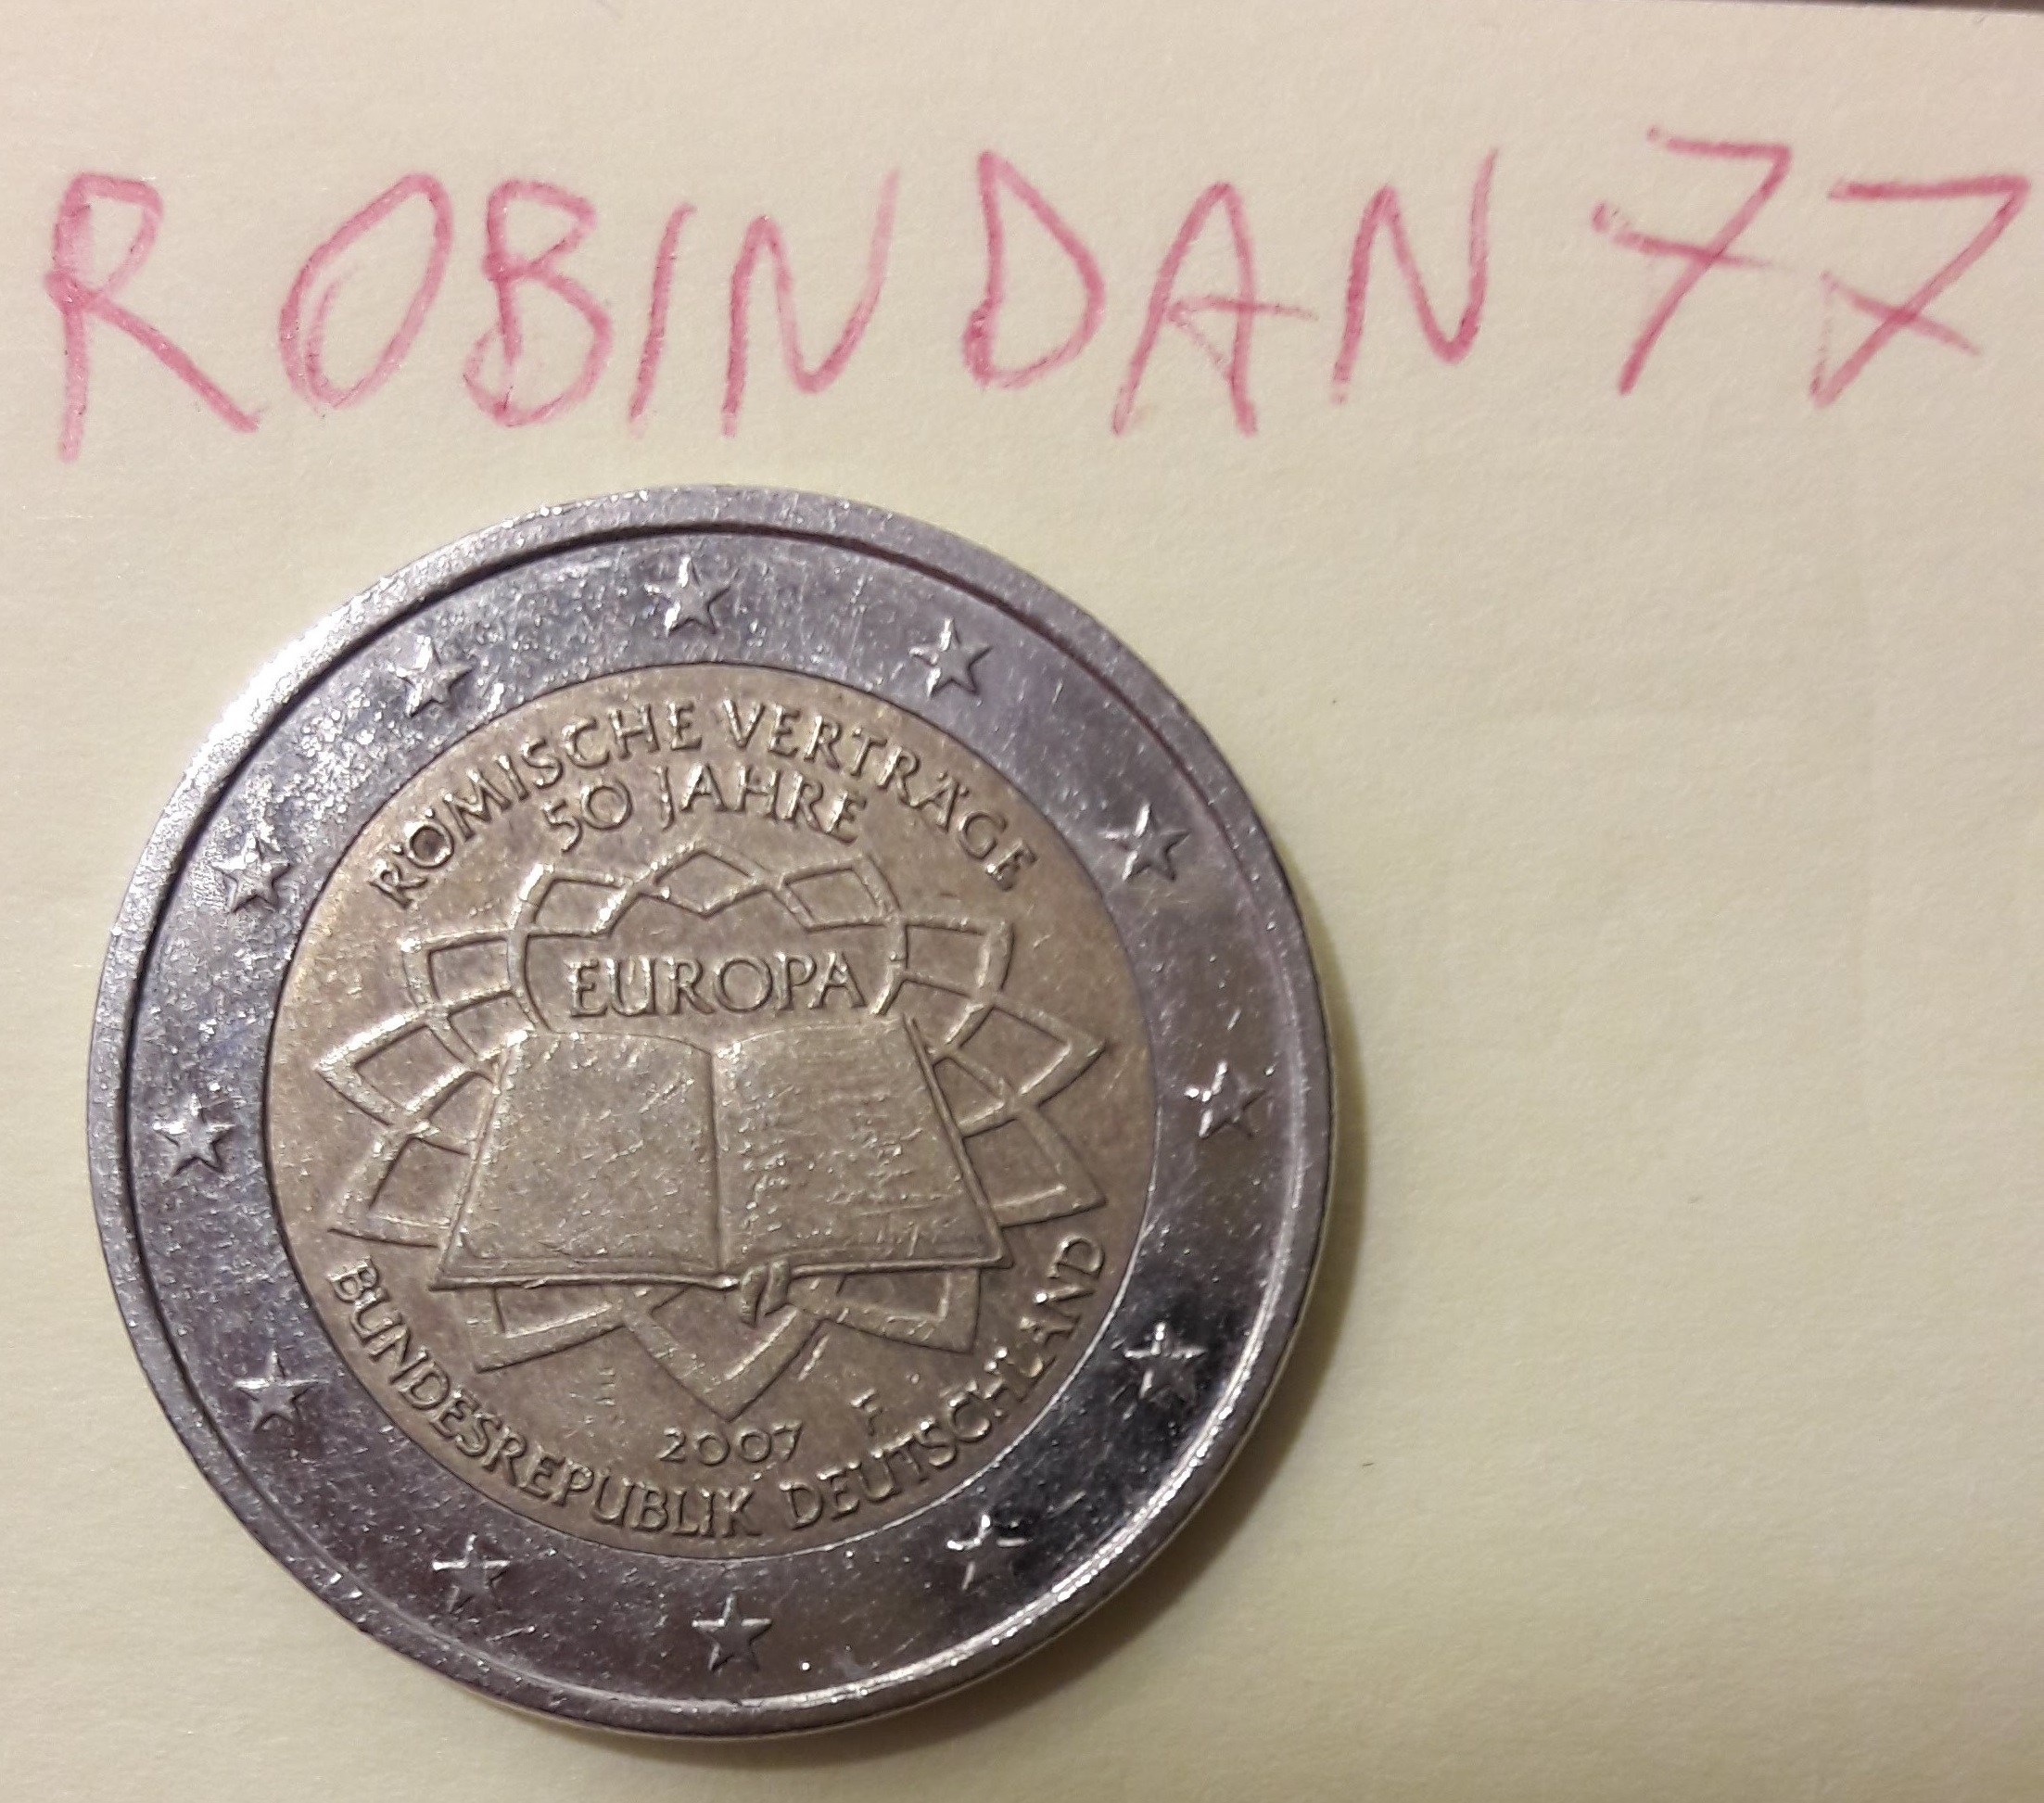 ROBINDAN77
RÖMISCHE VERTRÄGE
50 JAHRE
EUROPA
2007 F
BUNDESREPUBLIK DEUTSCHLAND